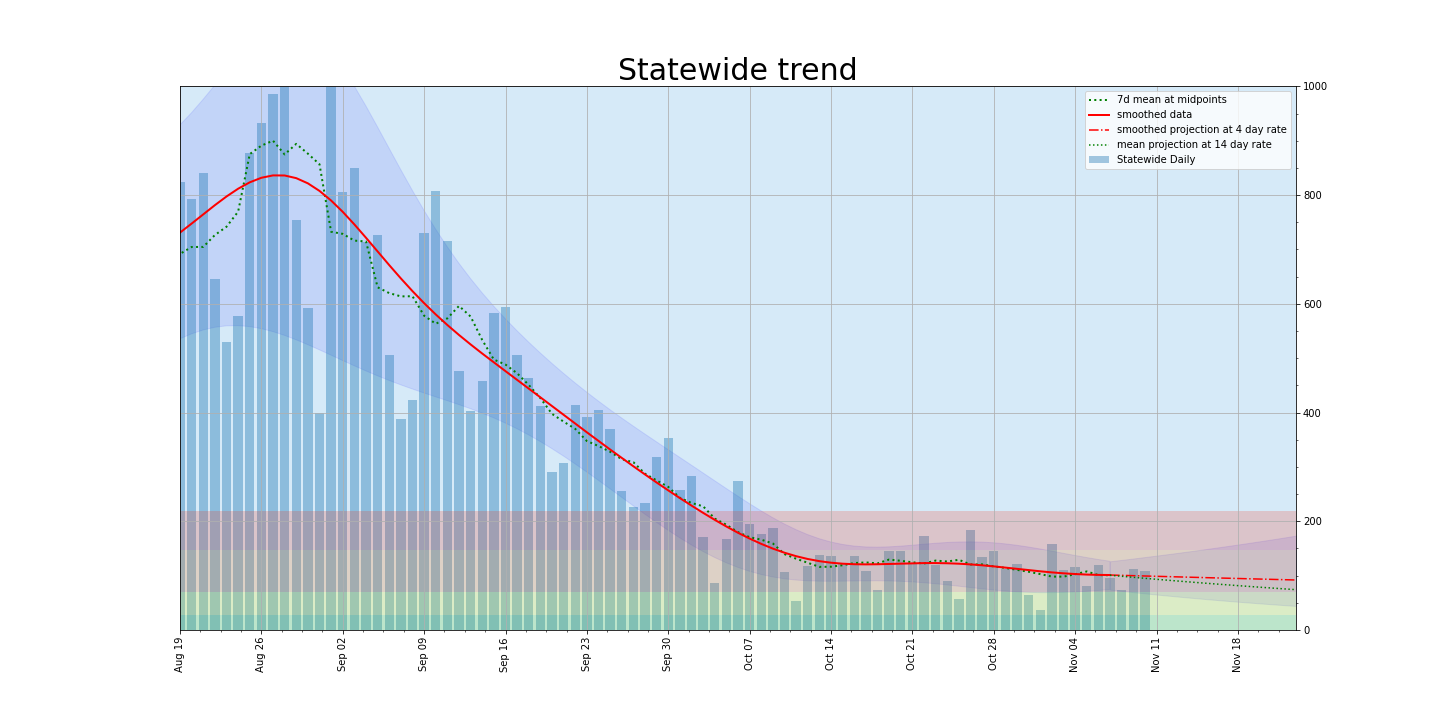 Statewide trend
7d mean at midpoints
smoothed data
smoothed projection at 4 day rate
mean projection at 14 day rate
Statewide Daily
1000
800
600
400
200
0
Aug 19
Aug 26
Sep 02
Sep 09
Sep 16
Sep 23
Sep 30
Oct 07
Oct 14
Oct 21
Oct 28
Nov 04
Nov 11
Nov 18